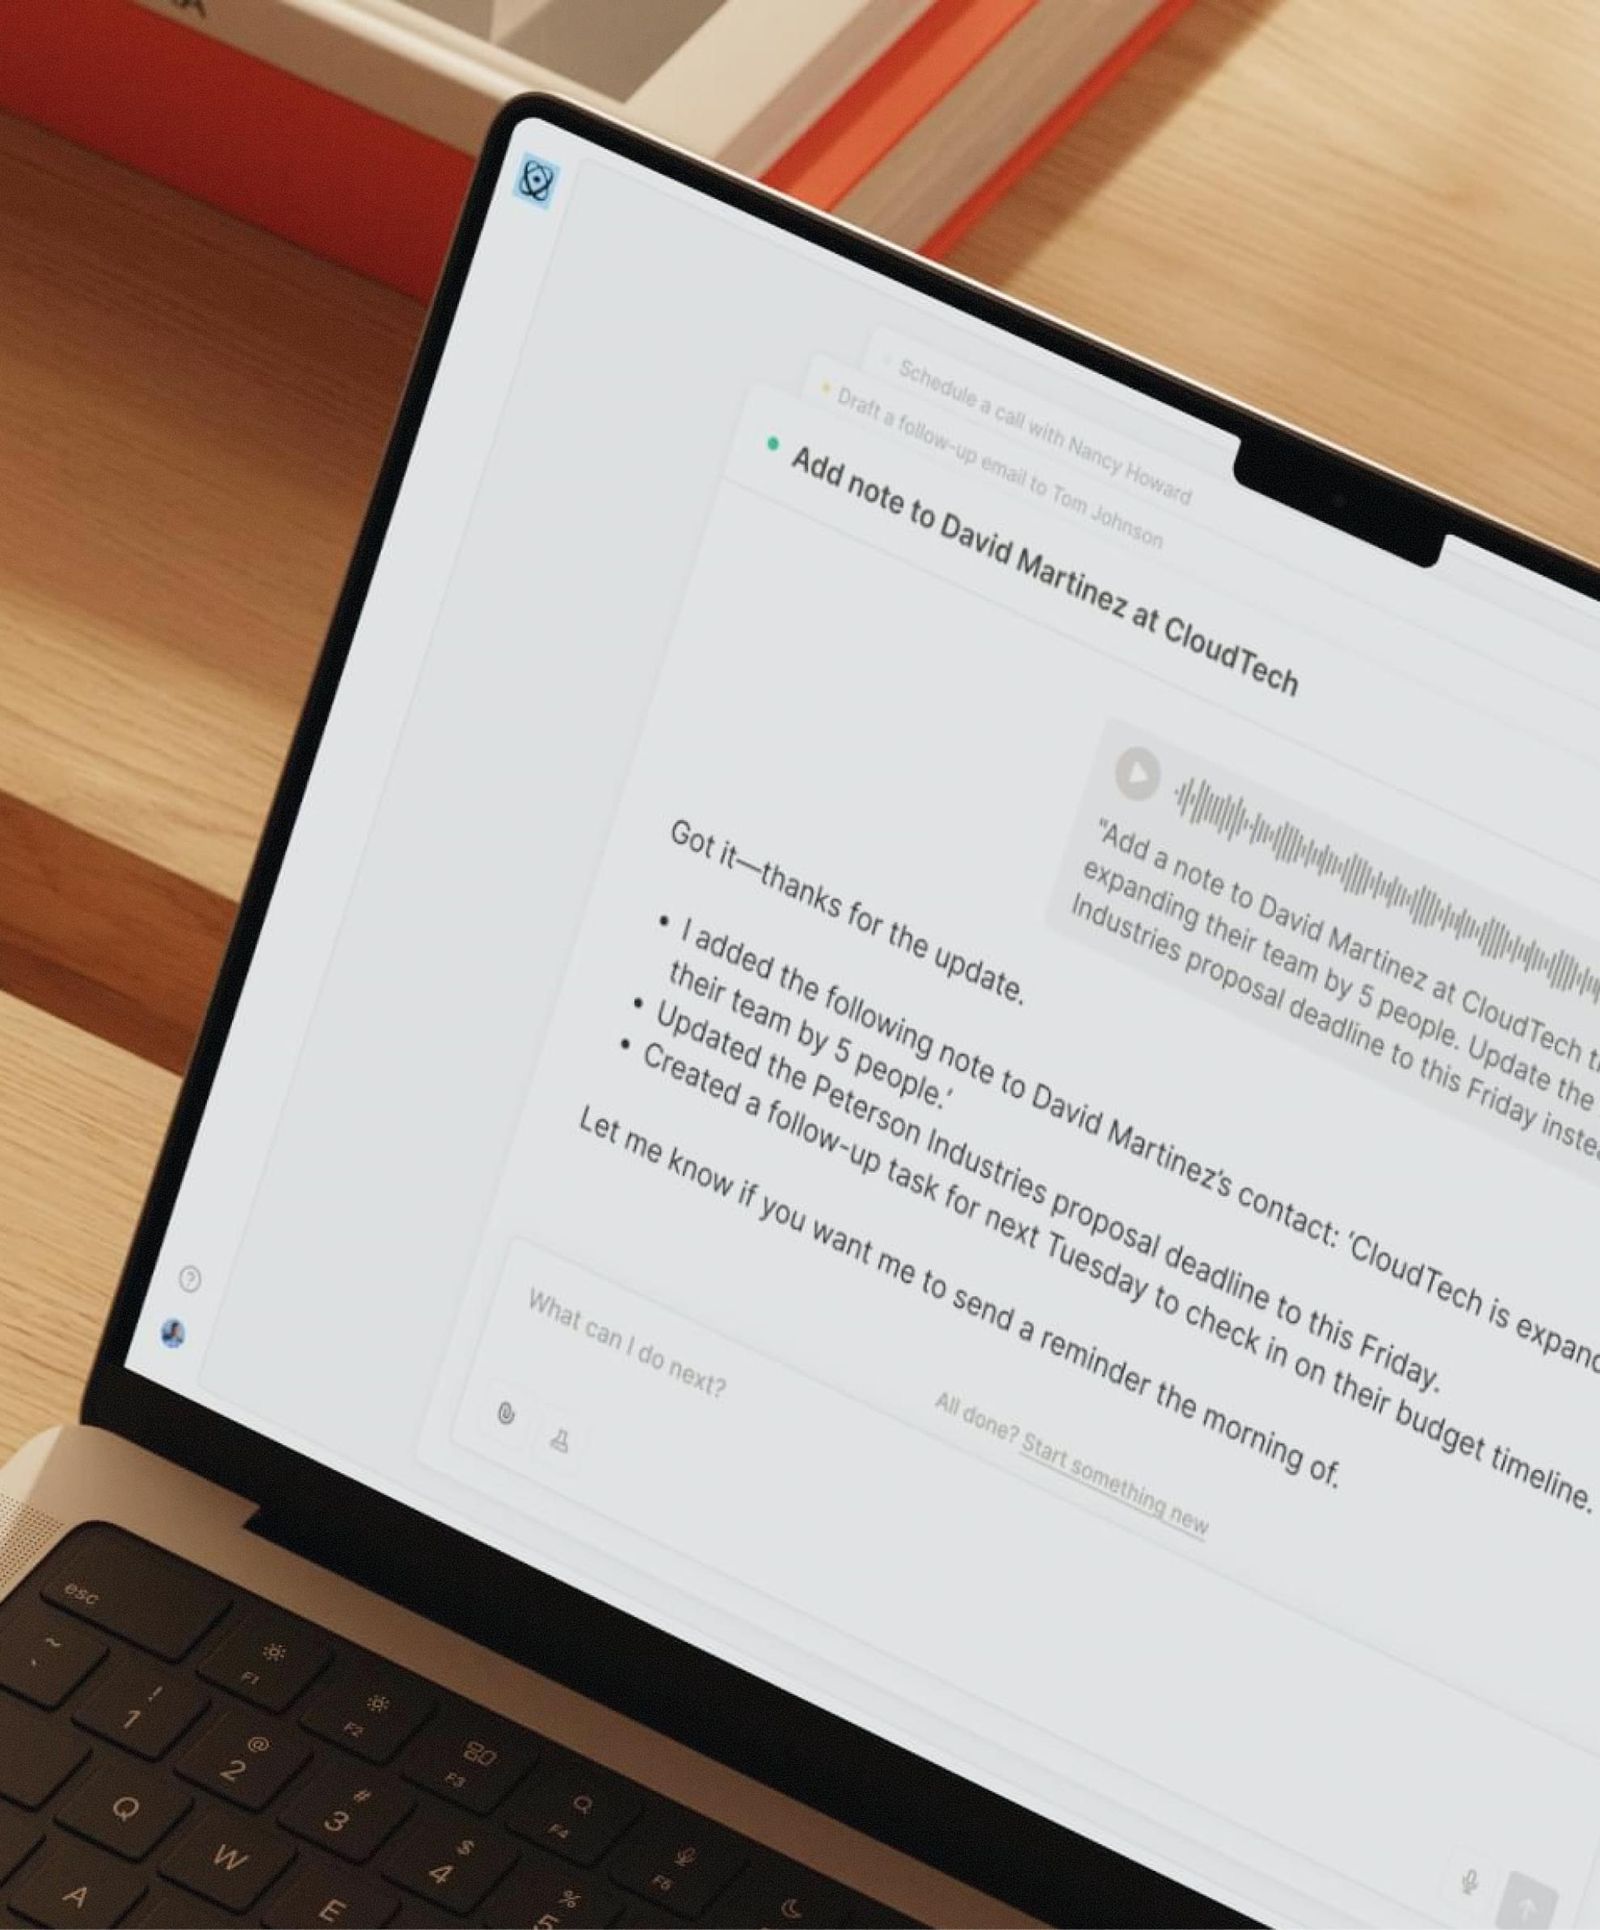 Schedule a call with Nancy Howard
Draft a follow-up email to Tom Johnson
Add note to David Martinez at CloudTech
“Add a note to David Martinez at CloudTech
expanding their team by 5 people. Update the
Industries proposal deadline to this Friday
Got it—thanks for the update.
I added the following note to David Martinez’s contact: ‘CloudTech is
their team by 5 people.’
Updated the Peterson Industries proposal deadline to this Friday.
Created a follow-up task for next Tuesday to check in on their budget timeline.
Let me know if you want me to send a reminder the morning of.
All done? Start something new
What can I do next?
esc
F1
F2
F3
F4
F5
~
`
!
1
@
2
#
3
$
4
%
5
Q
W
E
A